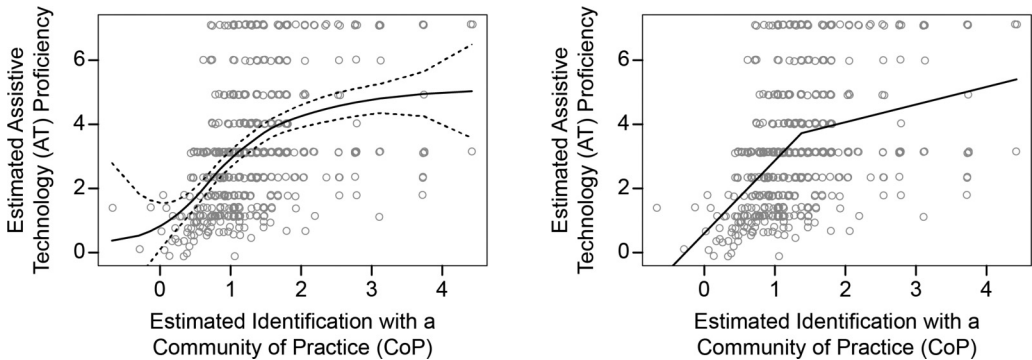 Estimated Assistive
Technology (AT) Proficiency
6
4
2
0
0 1 2 3 4
Estimated Identification with a
Community of Practice (CoP)
Estimated Assistive
Technology (AT) Proficiency
6
4
2
0
0 1 2 3 4
Estimated Identification with a
Community of Practice (CoP)